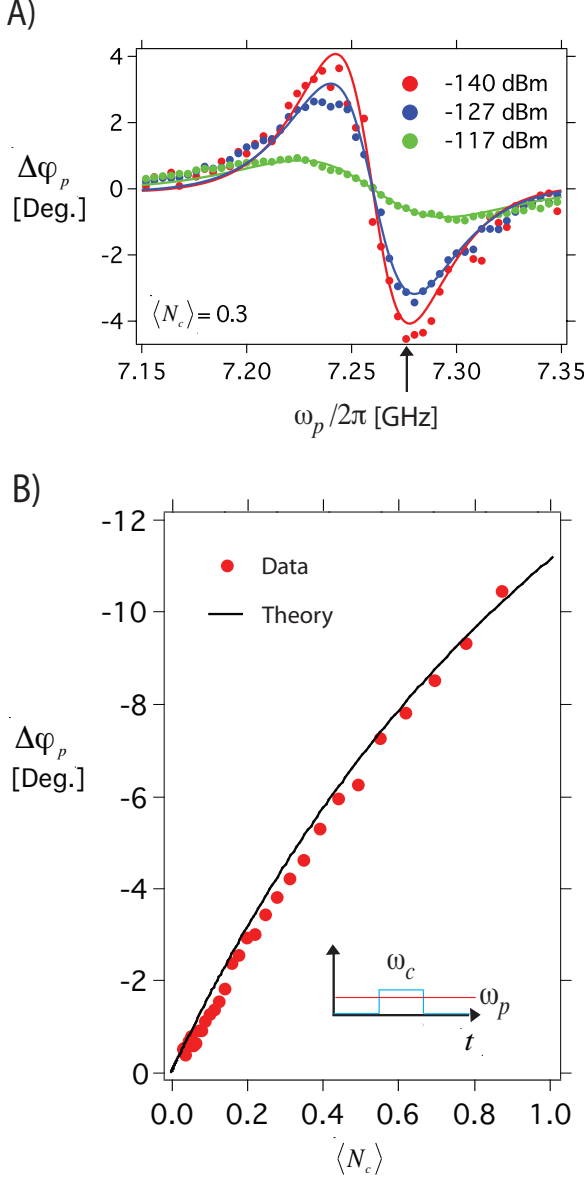 A)
4
2
0
-2
-4
Δφp
[Deg.]
-140 dBm
-127 dBm
-117 dBm
⟨Nc⟩ = 0.3
7.15
7.20
7.25
7.30
7.35
ωp/2π [GHz]
B)
-12
-10
-8
-6
-4
-2
0
Δφp
[Deg.]
Data
Theory
ωc
ωp
t
0.0
0.2
0.4
0.6
0.8
1.0
⟨Nc⟩